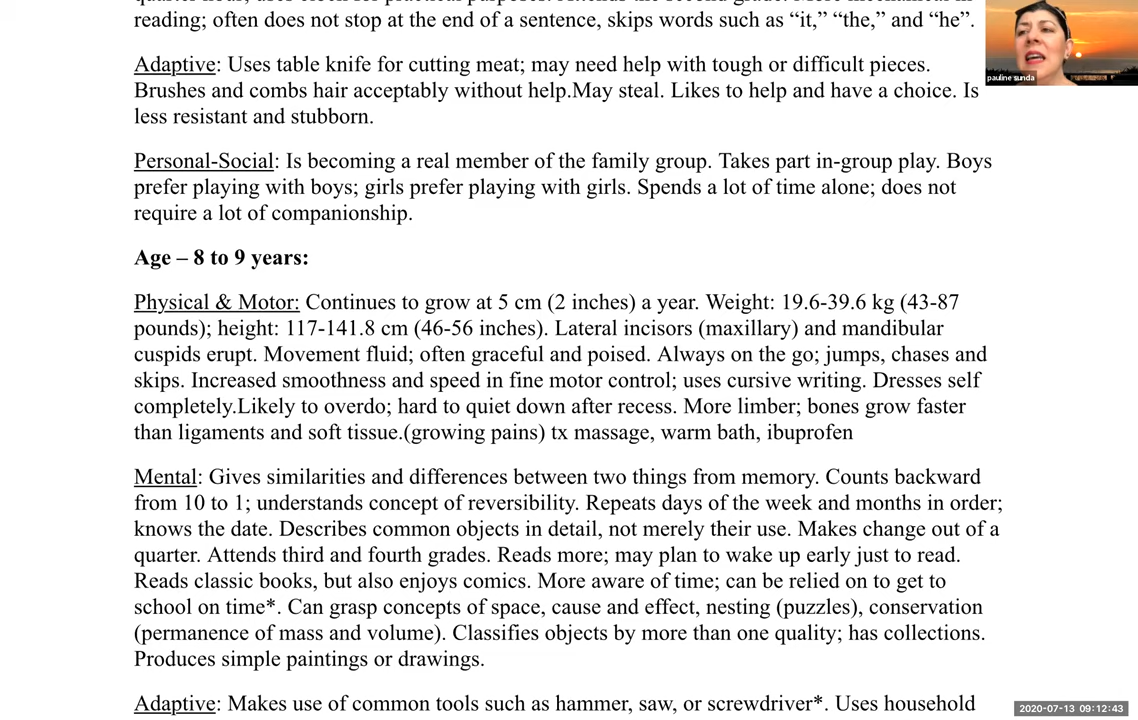 reading; often does not stop at the end of a sentence, skips words such as “it,” “the,” and “he”.
Adaptive: Uses table knife for cutting meat; may need help with tough or difficult pieces.
Brushes and combs hair acceptably without help.May steal. Likes to help and have a choice. Is
less resistant and stubborn.
pauline sunda
Personal-Social: Is becoming a real member of the family group. Takes part in-group play. Boys
prefer playing with boys; girls prefer playing with girls. Spends a lot of time alone; does not
require a lot of companionship.
Age – 8 to 9 years:
Physical & Motor: Continues to grow at 5 cm (2 inches) a year. Weight: 19.6-39.6 kg (43-87
pounds); height: 117-141.8 cm (46-56 inches). Lateral incisors (maxillary) and mandibular
cuspids erupt. Movement fluid; often graceful and poised. Always on the go; jumps, chases and
skips. Increased smoothness and speed in fine motor control; uses cursive writing. Dresses self
completely.Likely to overdo; hard to quiet down after recess. More limber; bones grow faster
than ligaments and soft tissue.(growing pains) tx massage, warm bath, ibuprofen
Mental: Gives similarities and differences between two things from memory. Counts backward
from 10 to 1; understands concept of reversibility. Repeats days of the week and months in order;
knows the date. Describes common objects in detail, not merely their use. Makes change out of a
quarter. Attends third and fourth grades. Reads more; may plan to wake up early just to read.
Reads classic books, but also enjoys comics. More aware of time; can be relied on to get to
school on time*. Can grasp concepts of space, cause and effect, nesting (puzzles), conservation
(permanence of mass and volume). Classifies objects by more than one quality; has collections.
Produces simple paintings or drawings.
Adaptive: Makes use of common tools such as hammer, saw, or screwdriver*. Uses household
2020-07-13 09:12:43